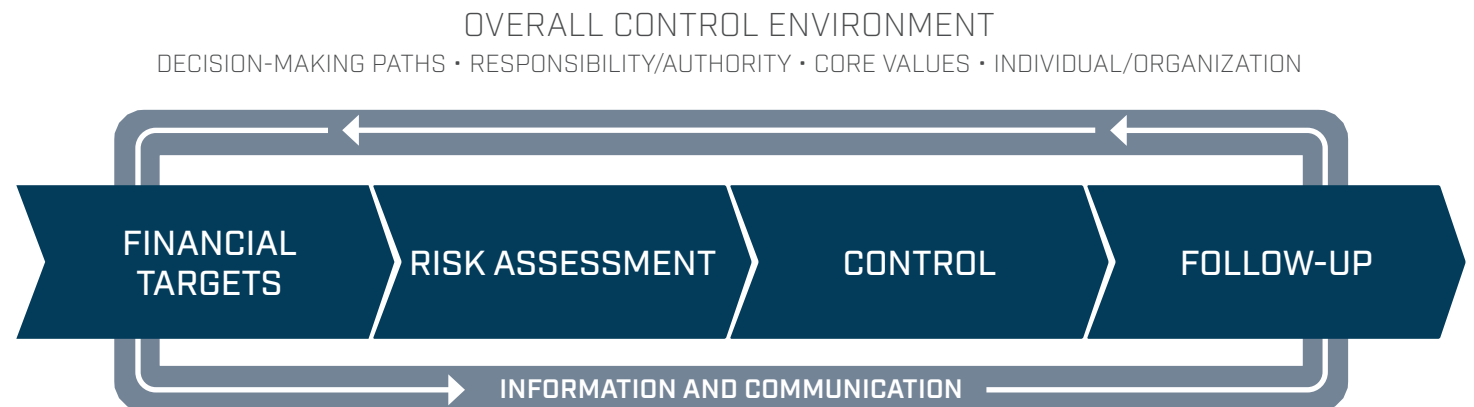 OVERALL CONTROL ENVIRONMENT
DECISION-MAKING PATHS • RESPONSIBILITY/AUTHORITY • CORE VALUES • INDIVIDUAL/ORGANIZATION
FINANCIAL
TARGETS
RISK ASSESSMENT
CONTROL
FOLLOW-UP
INFORMATION AND COMMUNICATION